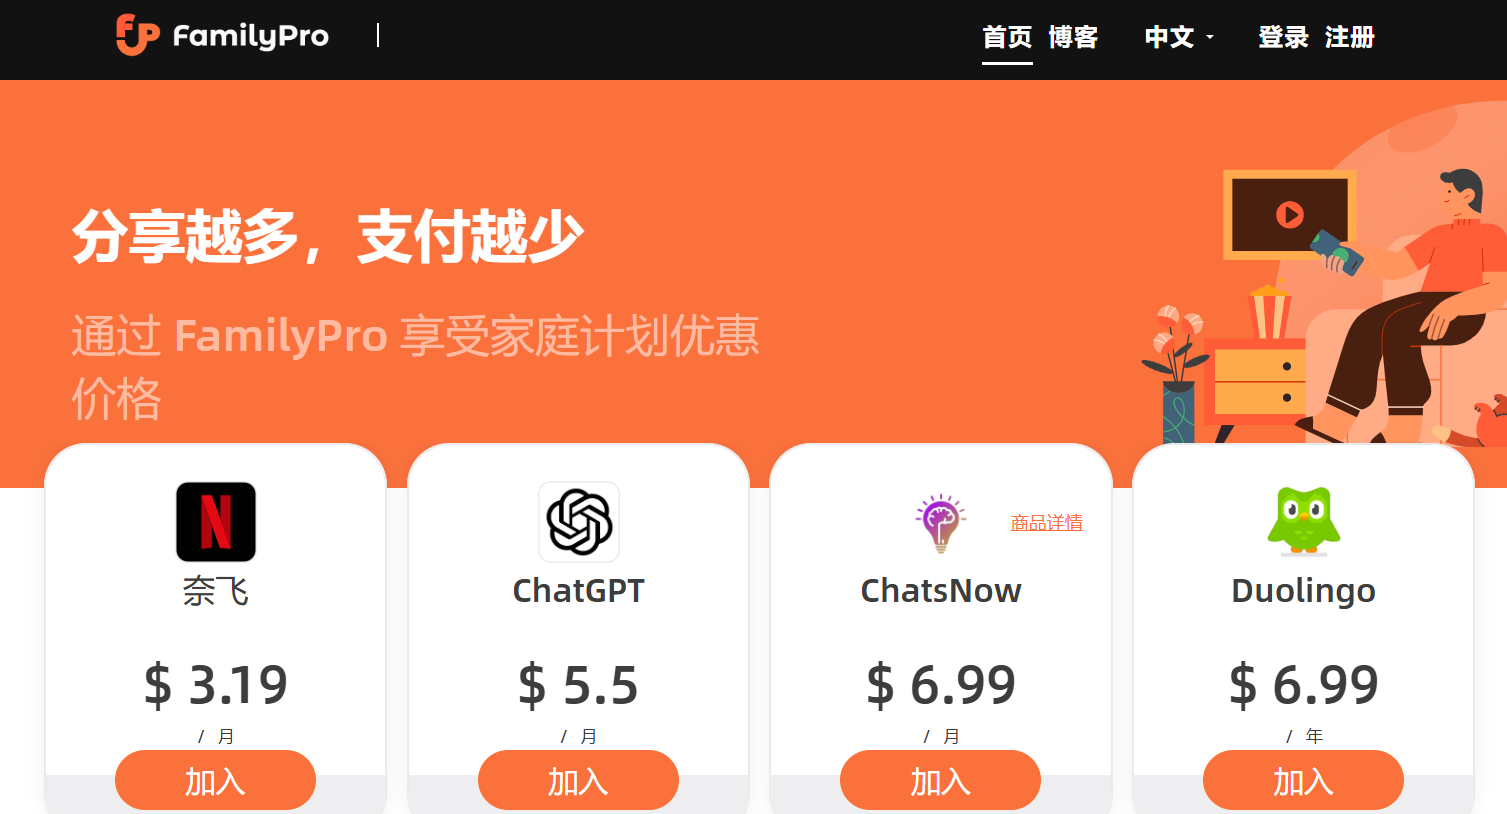 FamilyPro
首页 博客 中文 登录 注册
分享越多，支付越少
通过 FamilyPro 享受家庭计划优惠
价格
奈飞
$ 3.19
/ 月
加入
ChatGPT
$ 5.5
/ 月
加入
商品详情
ChatsNow
$ 6.99
/ 月
加入
Duolingo
$ 6.99
/ 年
加入